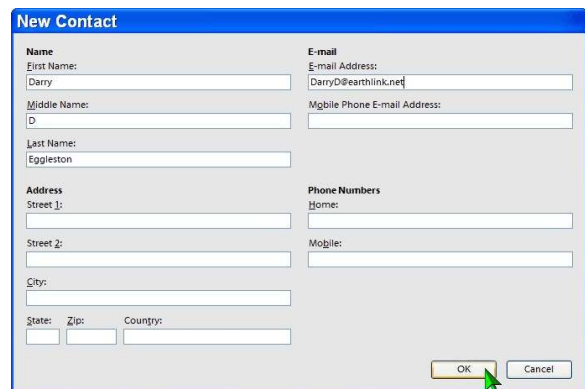 New Contact
Name
First Name:
Darry
Middle Name:
D
Last Name:
Eggleston
E-mail
E-mail Address:
DarryD@earthlink.net
Mobile Phone E-mail Address:
Address
Street 1:
Street 2:
City:
State: Zip: Country:
Phone Numbers
Home:
Mobile:
OK Cancel